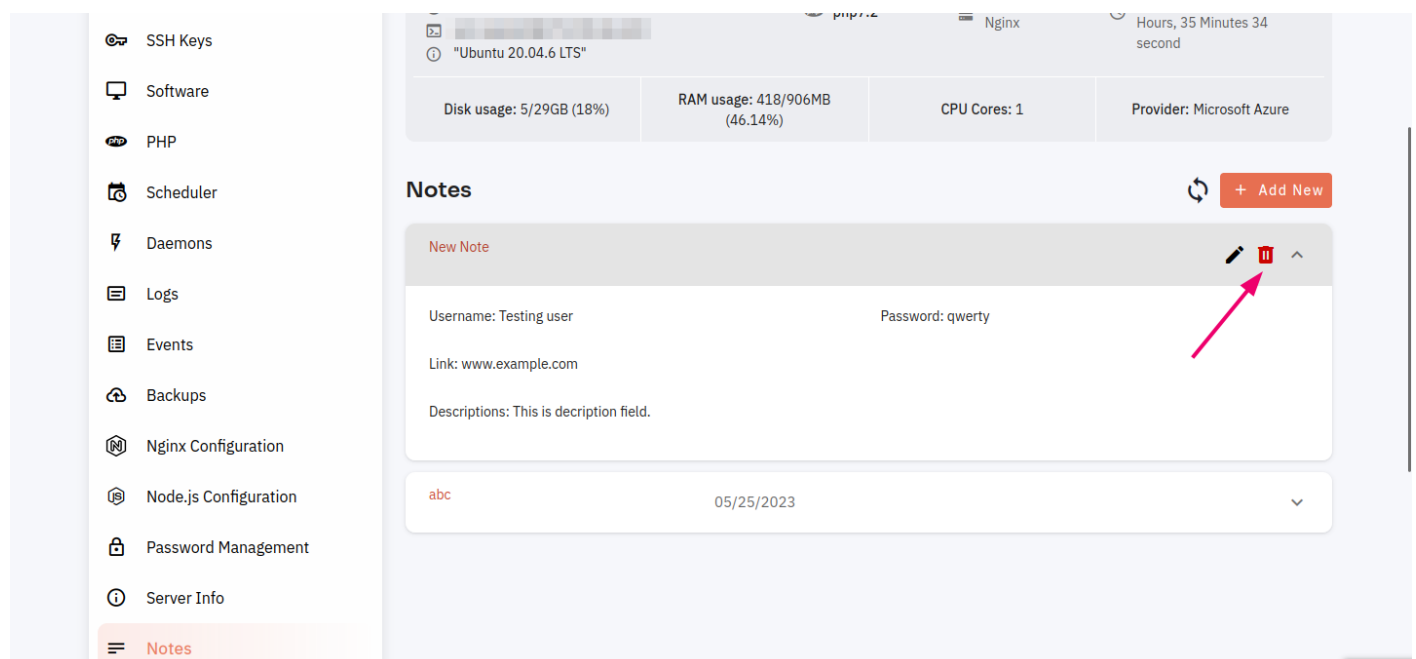 SSH Keys
Software
PHP
Scheduler
Daemons
Logs
Events
Backups
Nginx Configuration
Node.js Configuration
Password Management
Server Info
Notes
php7.2
Nginx
Hours, 35 Minutes 34
second
"Ubuntu 20.04.6 LTS"
Disk usage: 5/29GB (18%)
RAM usage: 418/906MB
(46.14%)
CPU Cores: 1
Provider: Microsoft Azure
Notes
+ Add New
New Note
Username: Testing user
Password: qwerty
Link: www.example.com
Descriptions: This is decription field.
abc
05/25/2023